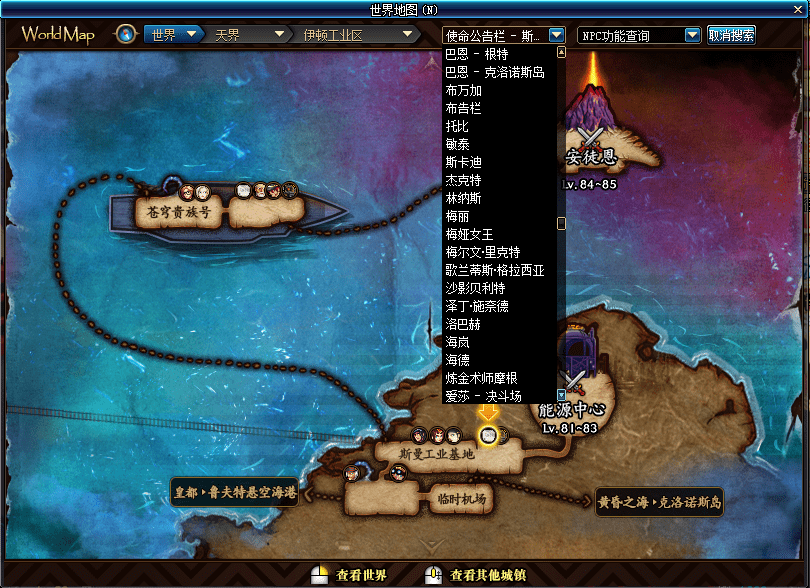 世界地图 (N)
WorldMap
世界
天界
伊顿工业区
使命公告栏 - 斯...
NPC功能查询
取消搜索
巴恩 - 根特
巴恩 - 克洛诺斯岛
布万加
布告栏
托比
敏泰
斯卡迪
杰克特
林纳斯
梅丽
梅娅女王
梅尔文·里克特
歌兰蒂斯·格拉西亚
沙影贝利特
泽丁·施奈德
洛巴赫
海岚
海德
炼金术师摩根
爱莎 - 决斗场
安徒恩
Lv.84~85
苍穹贵族号
能源中心
Lv.81~83
斯曼工业基地
皇都 ▸ 鲁夫特悬空海港
临时机场
黄昏之海 ▸ 克洛诺斯岛
查看世界
查看其他城镇